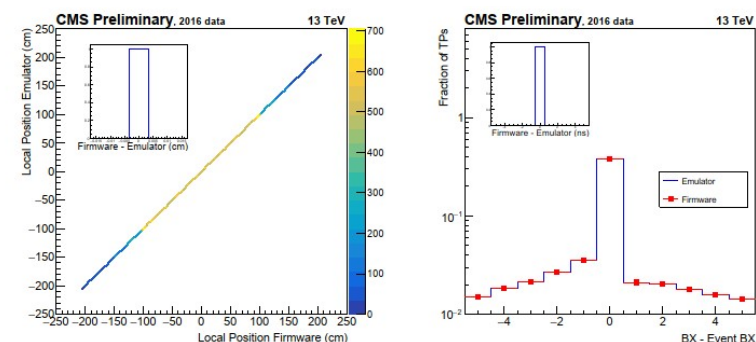 CMS Preliminary, 2016 data 13 TeV
Local Position Emulator (cm)
250
200
150
100
50
0
−50
−100
−150
−200
−250
−250 −200 −150 −100 −50 0 50 100 150 200 250
Local Position Firmware (cm)
Firmware - Emulator (cm)
700
600
500
400
300
200
100
0
CMS Preliminary, 2016 data 13 TeV
Fraction of TPs
1
10⁻¹
10⁻²
Firmware - Emulator (ns)
Emulator
Firmware
−4 −2 0 2 4
BX - Event BX